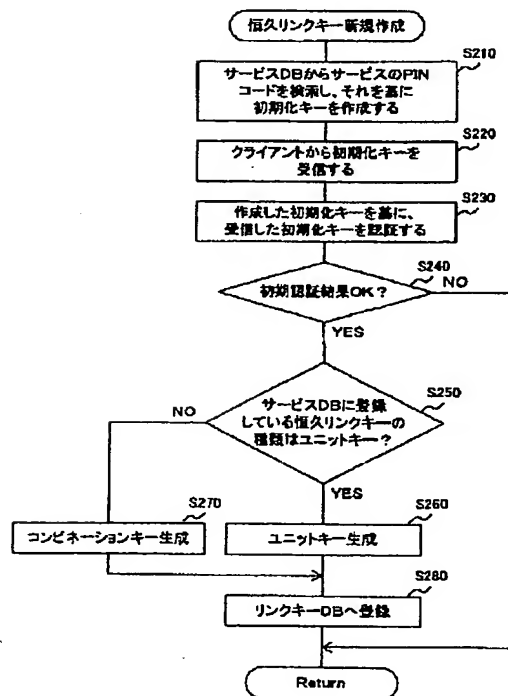 恒久リンクキー新規作成
S210
サービスDBからサービスのPIN
コードを検索し、それを基に
初期化キーを作成する
S220
クライアントから初期化キーを
受信する
S230
作成した初期化キーを基に、
受信した初期化キーを認証する
S240
初期認証結果OK？
NO
YES
S250
サービスDBに登録
している恒久リンクキーの
種類はユニットキー？
NO
YES
S270
コンビネーションキー生成
S260
ユニットキー生成
S280
リンクキーDBへ登録
Return